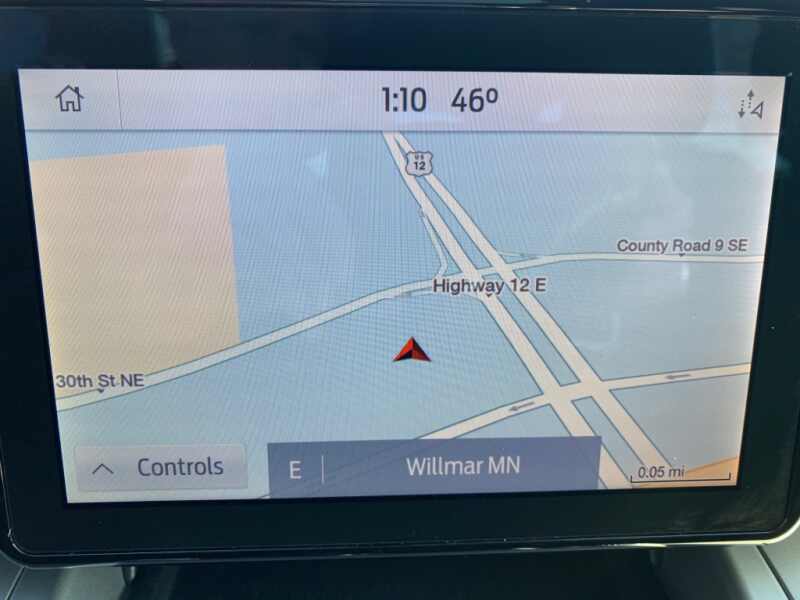 1:10 46º
US
12
County Road 9 SE
Highway 12 E
30th St NE
Controls
E
Willmar MN
0.05 mi